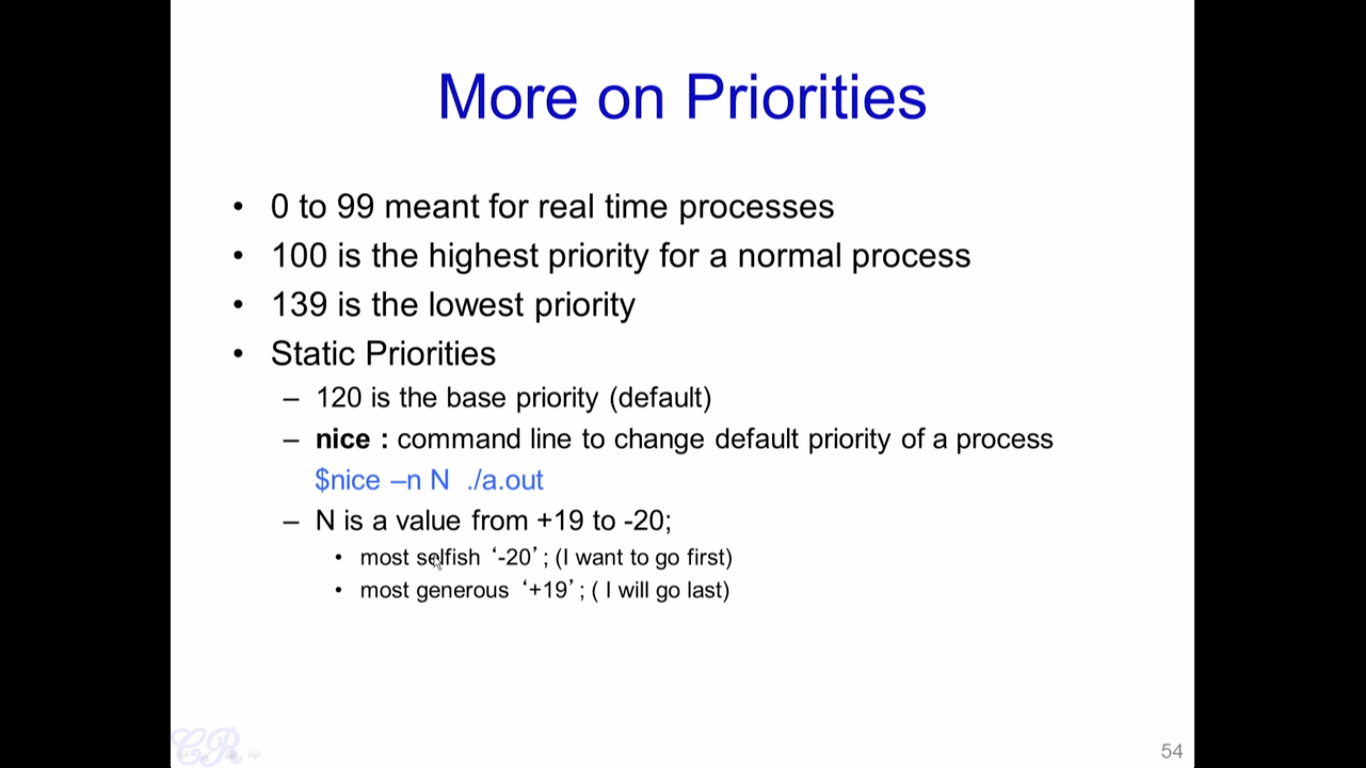 More on Priorities
• 0 to 99 meant for real time processes
• 100 is the highest priority for a normal process
• 139 is the lowest priority
• Static Priorities
– 120 is the base priority (default)
– nice : command line to change default priority of a process
$nice –n N ./a.out
– N is a value from +19 to -20;
• most selfish ‘-20’ ; (I want to go first)
• most generous ‘+19’ ; ( I will go last)
CR
54